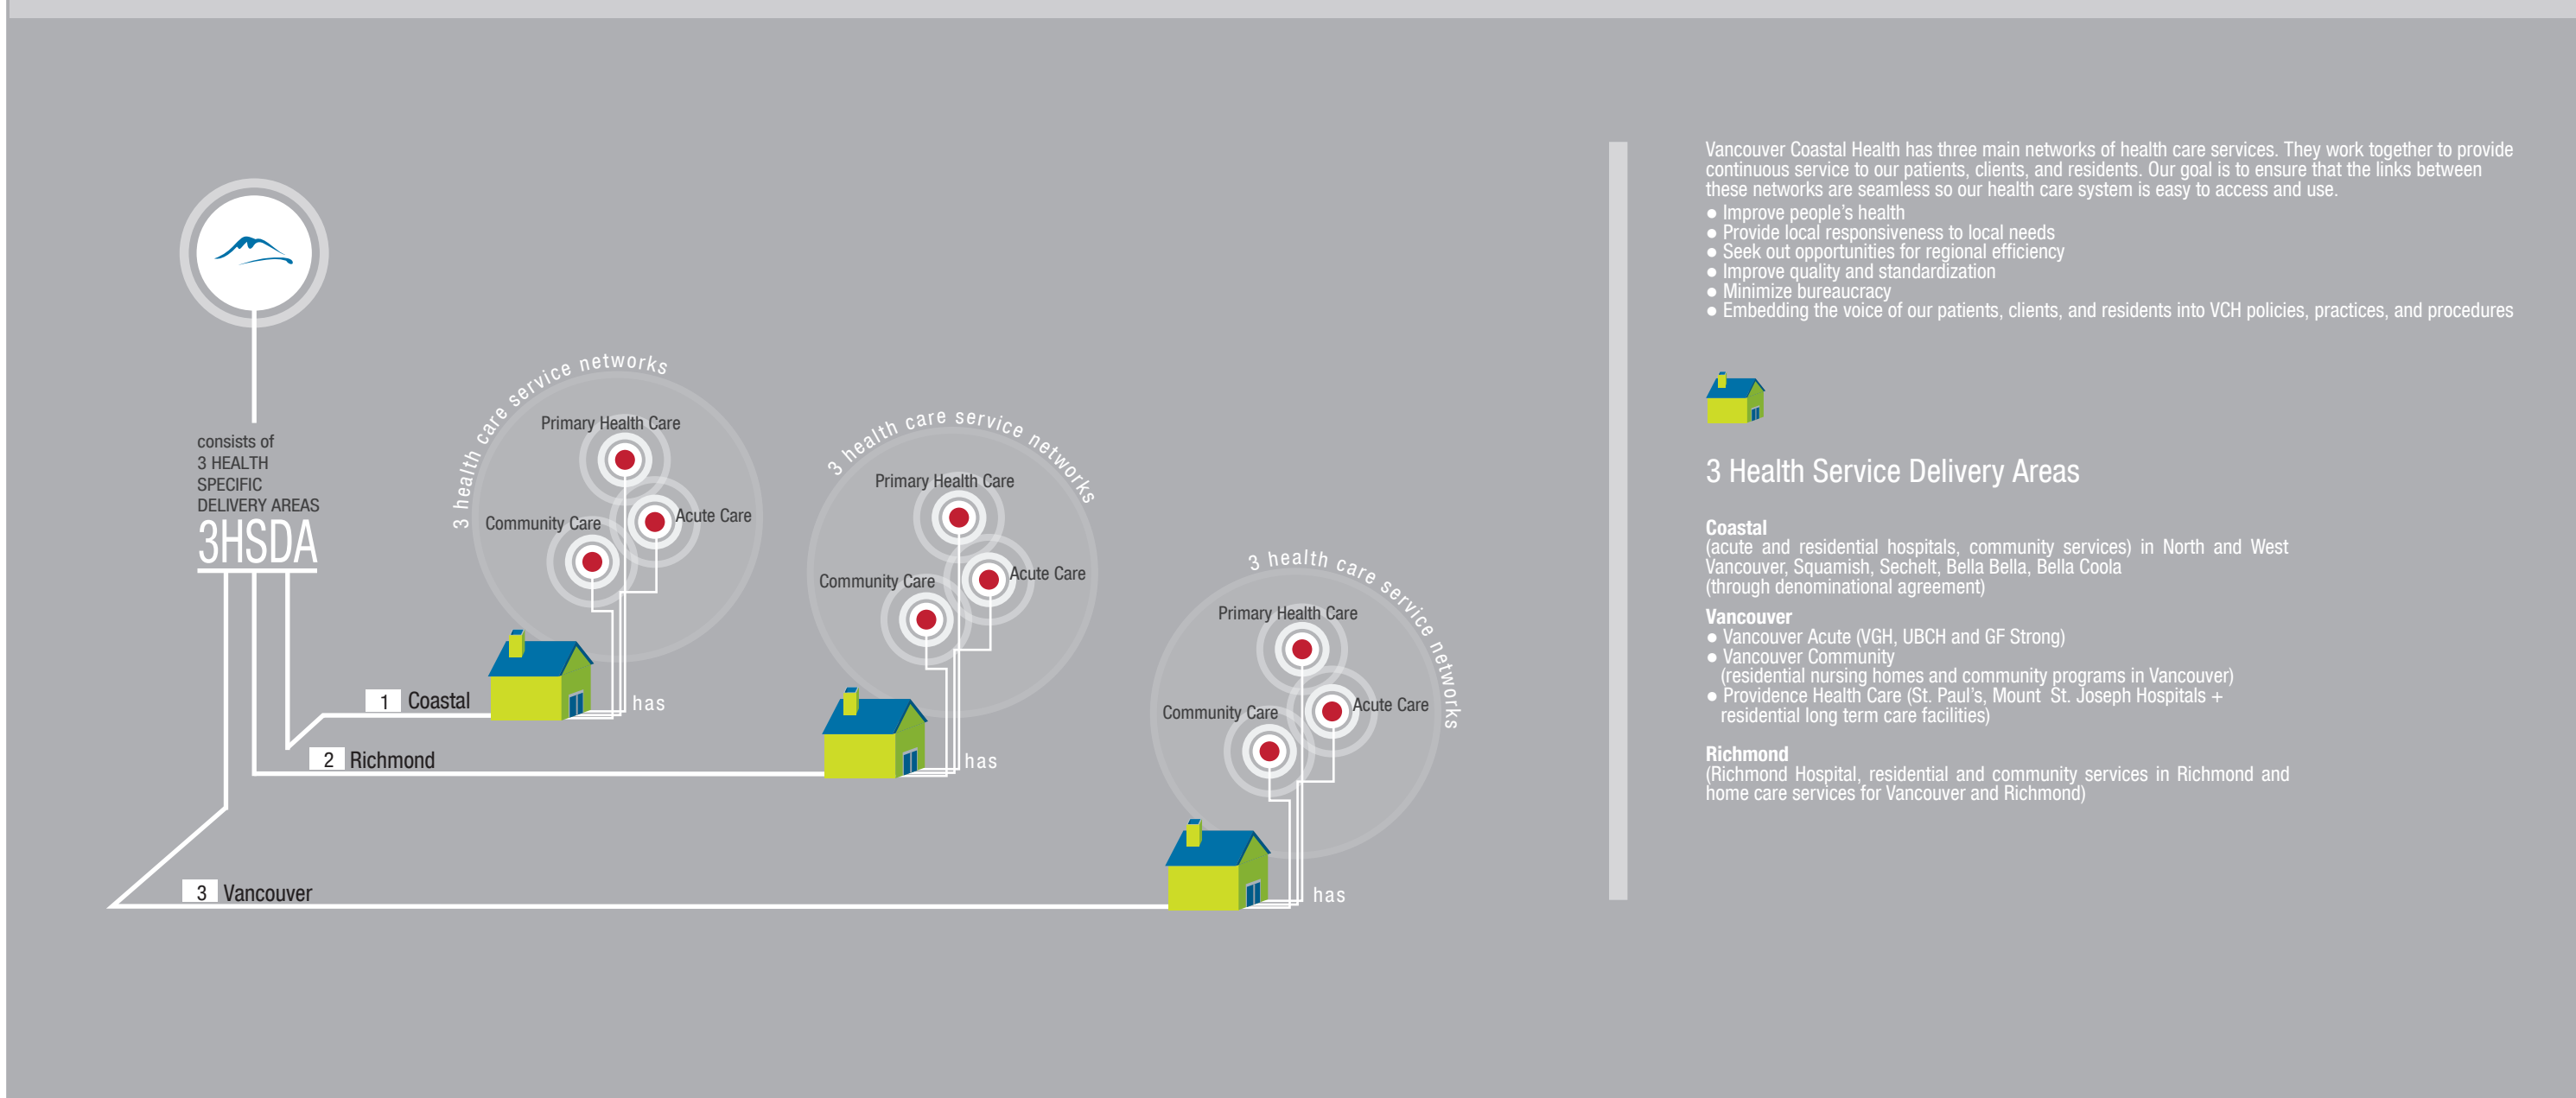 consists of
3 HEALTH
SPECIFIC
DELIVERY AREAS
3HSDA
1 Coastal
2 Richmond
3 Vancouver
3 health care service networks
Primary Health Care
Acute Care
Community Care
has
3 health care service networks
Primary Health Care
Acute Care
Community Care
has
3 health care service networks
Primary Health Care
Acute Care
Community Care
has
Vancouver Coastal Health has three main networks of health care services. They work together to provide
continuous service to our patients, clients, and residents. Our goal is to ensure that the links between
these networks are seamless so our health care system is easy to access and use.
● Improve people's health
● Provide local responsiveness to local needs
● Seek out opportunities for regional efficiency
● Improve quality and standardization
● Minimize bureaucracy
● Embedding the voice of our patients, clients, and residents into VCH policies, practices, and procedures
3 Health Service Delivery Areas
Coastal
(acute and residential hospitals, community services) in North and West
Vancouver, Squamish, Sechelt, Bella Bella, Bella Coola
(through denominational agreement)
Vancouver
● Vancouver Acute (VGH, UBCH and GF Strong)
● Vancouver Community
(residential nursing homes and community programs in Vancouver)
● Providence Health Care (St. Paul's, Mount St. Joseph Hospitals +
residential long term care facilities)
Richmond
(Richmond Hospital, residential and community services in Richmond and
home care services for Vancouver and Richmond)